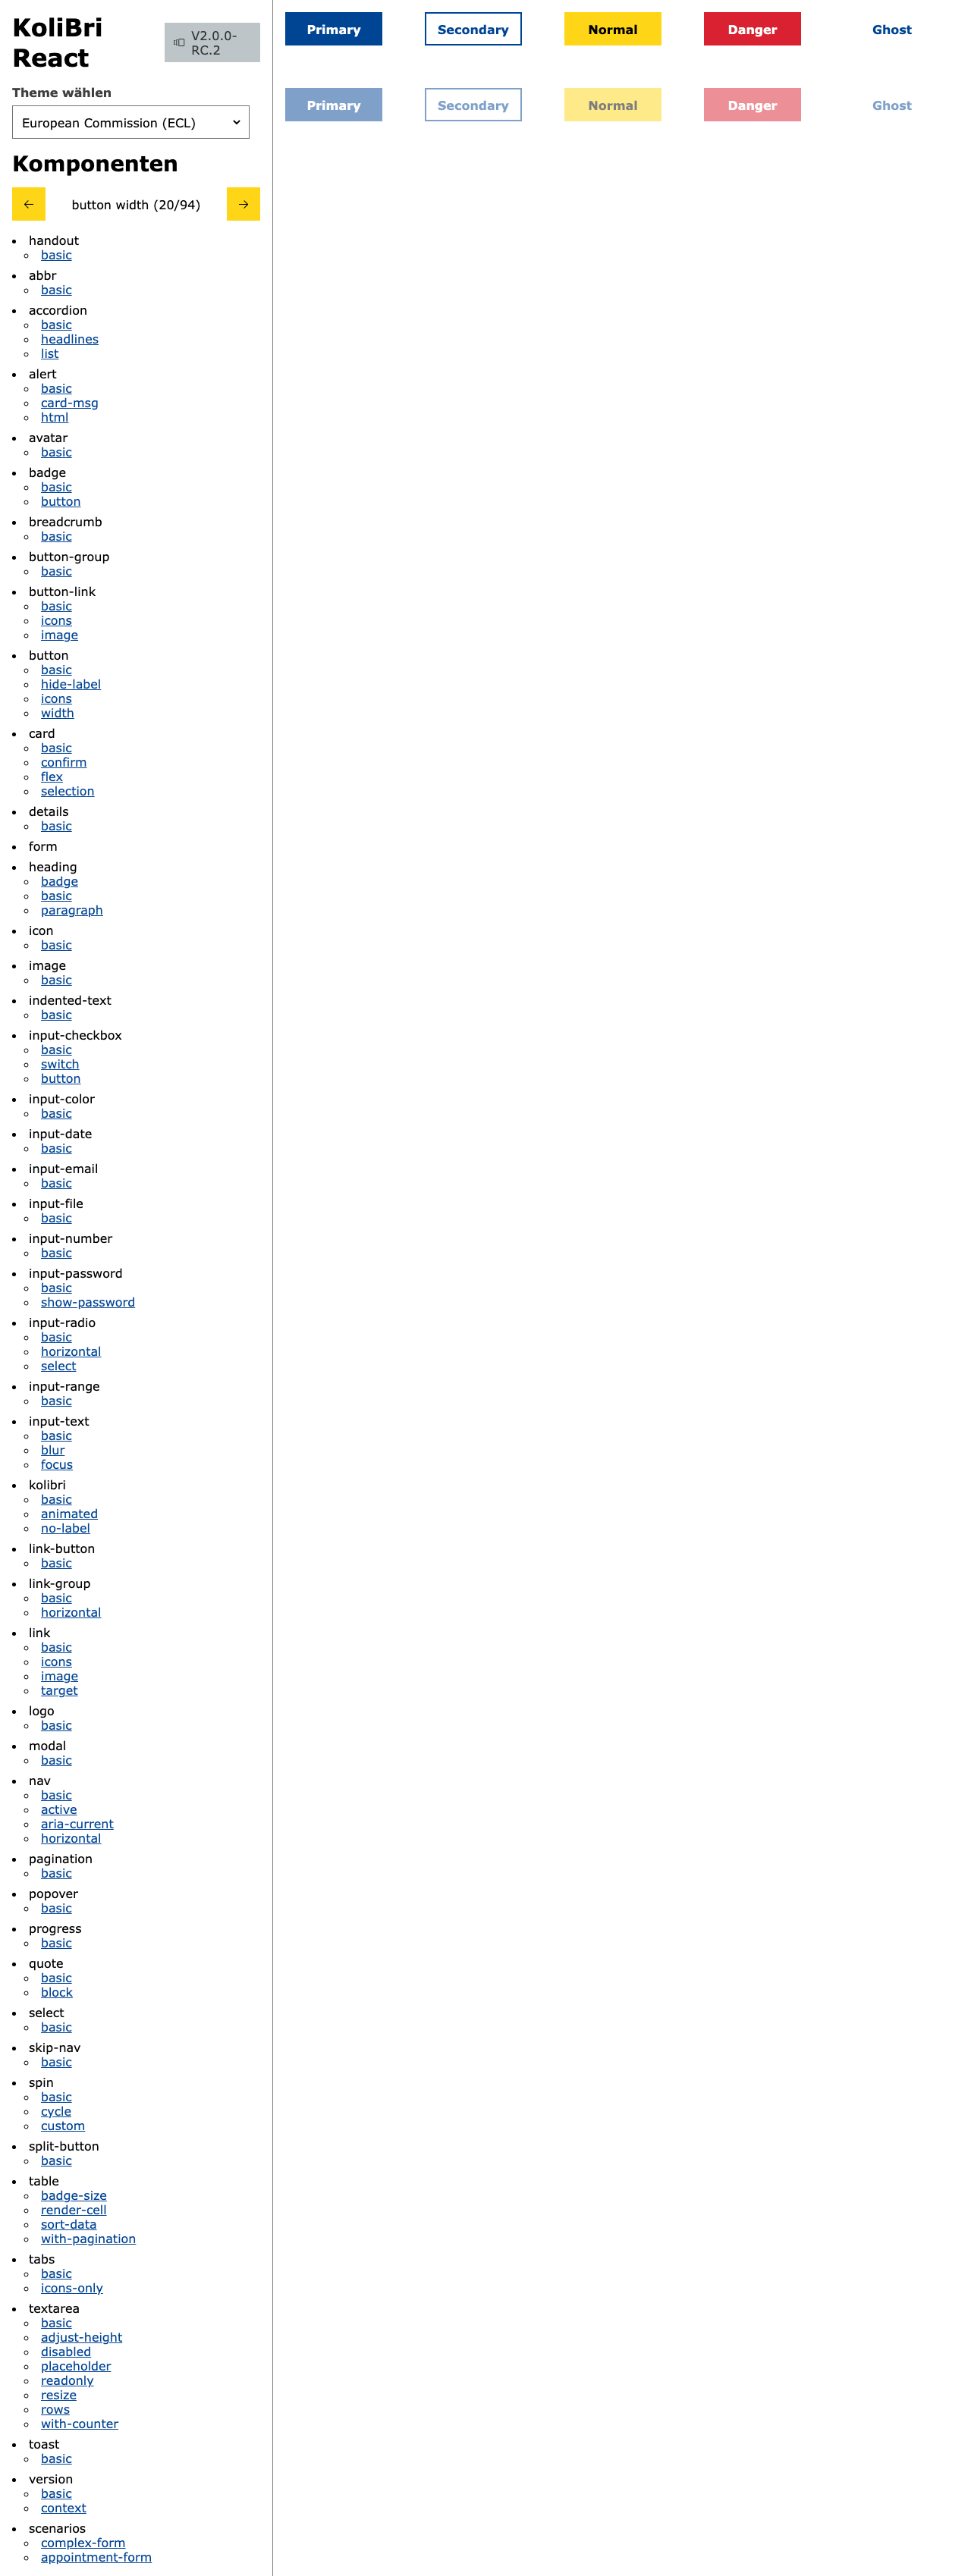 KoliBri
React
V2.0.0-
RC.2
Theme wählen
European Commission (ECL)
Komponenten
button width (20/94)
handout
basic
abbr
basic
accordion
basic
headlines
list
alert
basic
card-msg
html
avatar
basic
badge
basic
button
breadcrumb
basic
button-group
basic
button-link
basic
icons
image
button
basic
hide-label
icons
width
card
basic
confirm
flex
selection
details
basic
form
heading
badge
basic
paragraph
icon
basic
image
basic
indented-text
basic
input-checkbox
basic
switch
button
input-color
basic
input-date
basic
input-email
basic
input-file
basic
input-number
basic
input-password
basic
show-password
input-radio
basic
horizontal
select
input-range
basic
input-text
basic
blur
focus
kolibri
basic
animated
no-label
link-button
basic
link-group
basic
horizontal
link
basic
icons
image
target
logo
basic
modal
basic
nav
basic
active
aria-current
horizontal
pagination
basic
popover
basic
progress
basic
quote
basic
block
select
basic
skip-nav
basic
spin
basic
cycle
custom
split-button
basic
table
badge-size
render-cell
sort-data
with-pagination
tabs
basic
icons-only
textarea
basic
adjust-height
disabled
placeholder
readonly
resize
rows
with-counter
toast
basic
version
basic
context
scenarios
complex-form
appointment-form
Primary Secondary Normal Danger Ghost
Primary Secondary Normal Danger Ghost